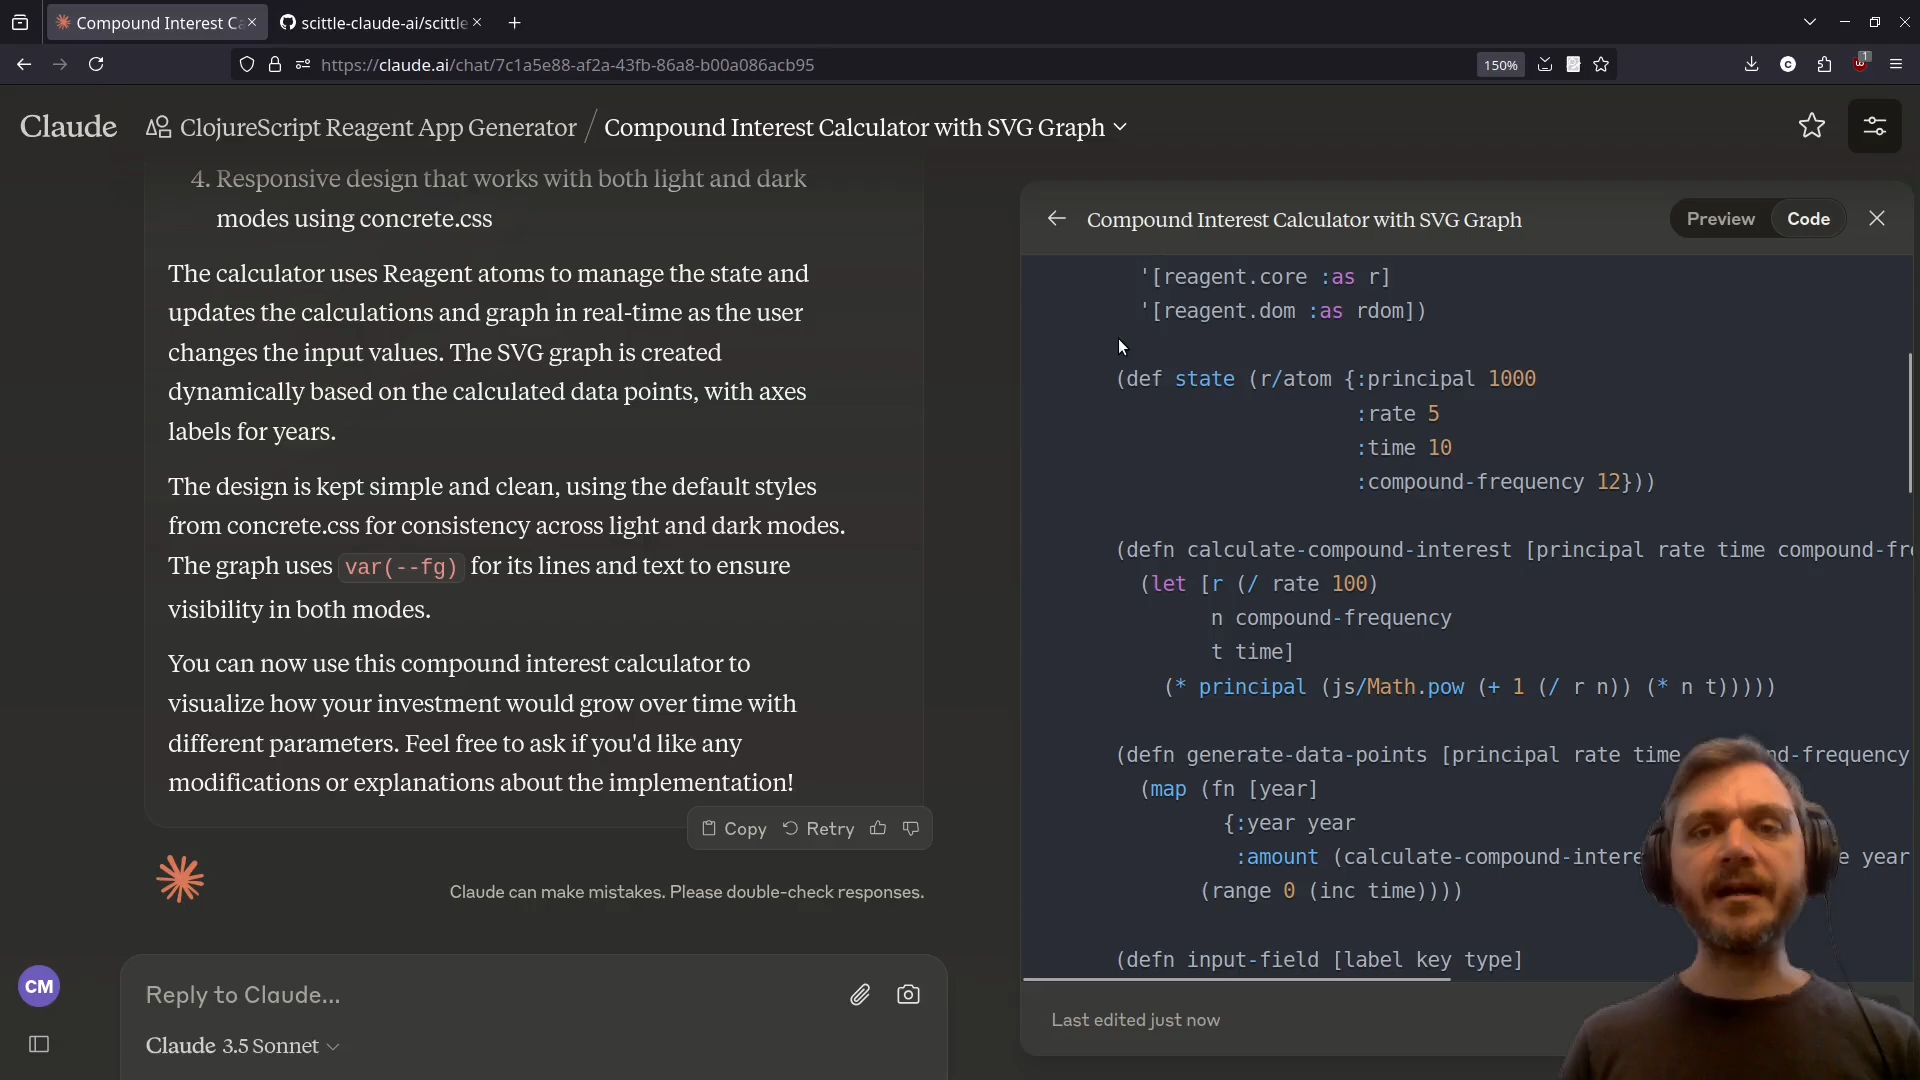 Compound Interest Ca
scittle-claude-ai/scittle
https://claude.ai/chat/7c1a5e88-af2a-43fb-86a8-b00a086acb95
150%
1
Claude
ClojureScript Reagent App Generator / Compound Interest Calculator with SVG Graph
4. Responsive design that works with both light and dark
modes using concrete.css
The calculator uses Reagent atoms to manage the state and
updates the calculations and graph in real-time as the user
changes the input values. The SVG graph is created
dynamically based on the calculated data points, with axes
labels for years.
The design is kept simple and clean, using the default styles
from concrete.css for consistency across light and dark modes.
The graph uses var(--fg) for its lines and text to ensure
visibility in both modes.
You can now use this compound interest calculator to
visualize how your investment would grow over time with
different parameters. Feel free to ask if you'd like any
modifications or explanations about the implementation!
Copy Retry
Claude can make mistakes. Please double-check responses.
CM
Reply to Claude...
Claude 3.5 Sonnet
Compound Interest Calculator with SVG Graph
Preview Code
'[reagent.core :as r]
'[reagent.dom :as rdom])
(def state (r/atom {:principal 1000
:rate 5
:time 10
:compound-frequency 12}))
(defn calculate-compound-interest [principal rate time compound-fr
(let [r (/ rate 100)
n compound-frequency
t time]
(* principal (js/Math.pow (+ 1 (/ r n)) (* n t)))))
(defn generate-data-points [principal rate time nd-frequency
(map (fn [year]
{:year year
:amount (calculate-compound-intere e year
(range 0 (inc time))))
(defn input-field [label key type]
Last edited just now